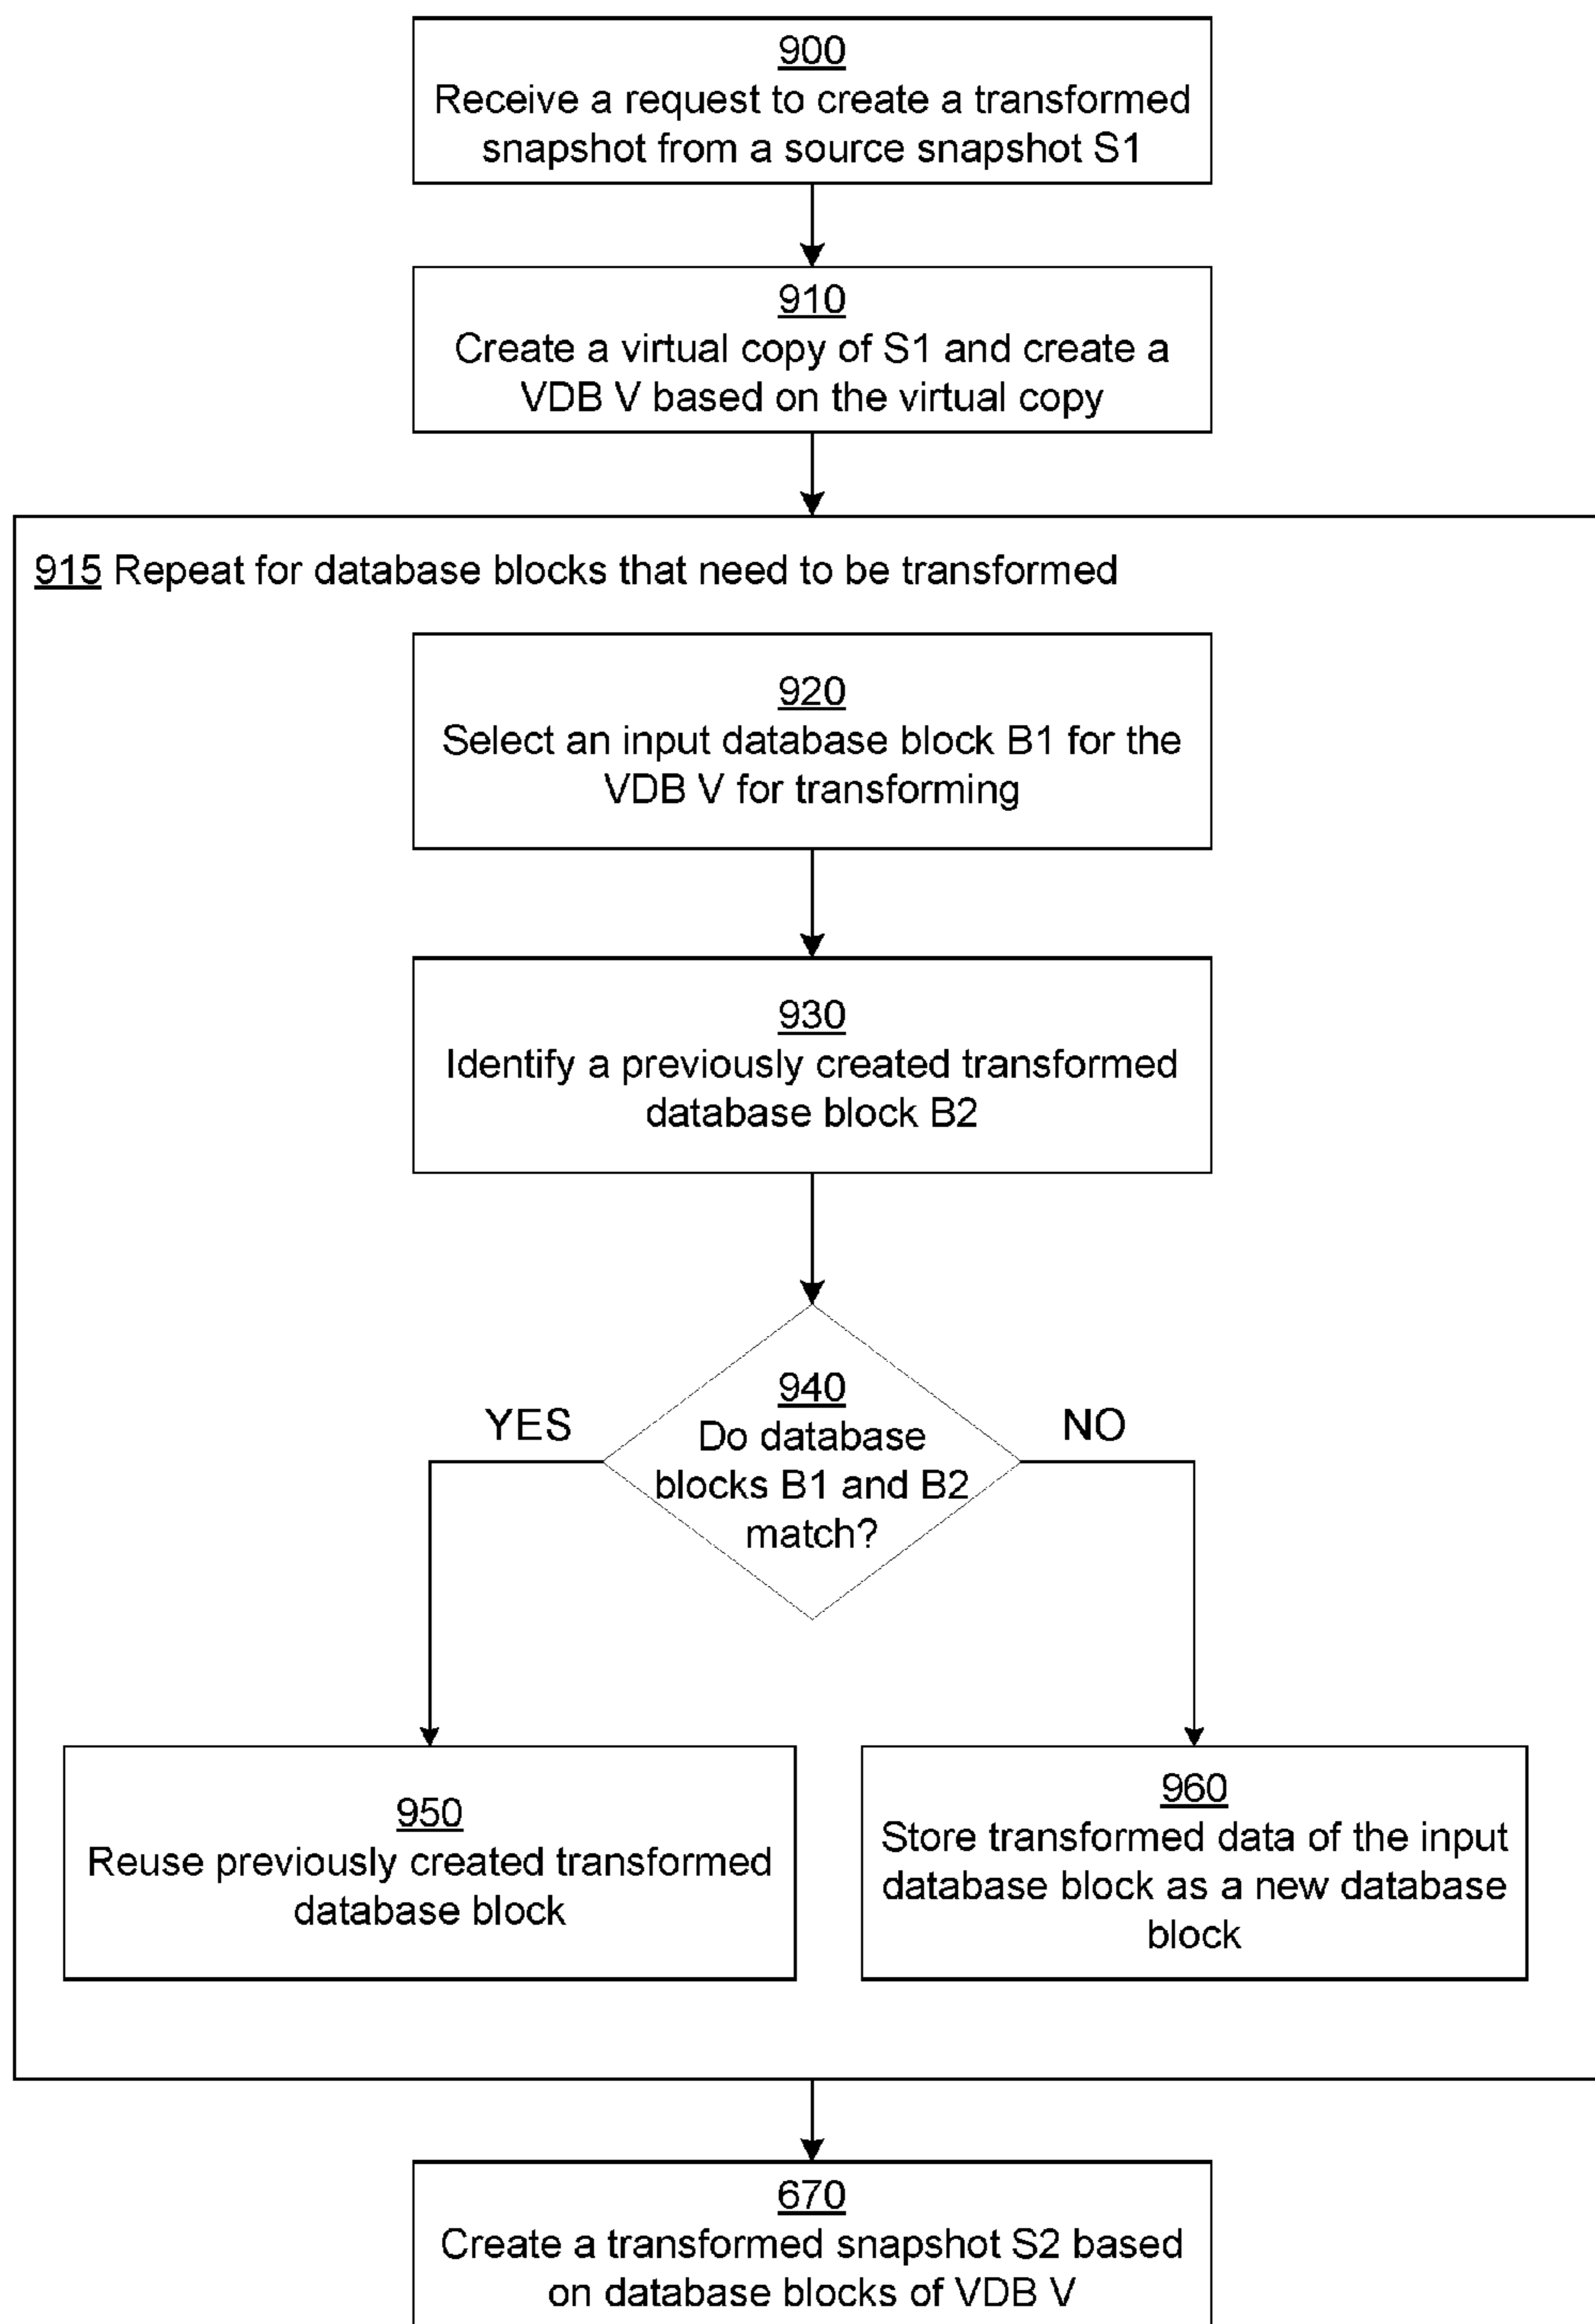 900
Receive a request to create a transformed
snapshot from a source snapshot S1
910
Create a virtual copy of S1 and create a
VDB V based on the virtual copy
915 Repeat for database blocks that need to be transformed
920
Select an input database block B1 for the
VDB V for transforming
930
Identify a previously created transformed
database block B2
940
Do database
blocks B1 and B2
match?
YES
NO
950
Reuse previously created transformed
database block
960
Store transformed data of the input
database block as a new database
block
670
Create a transformed snapshot S2 based
on database blocks of VDB V